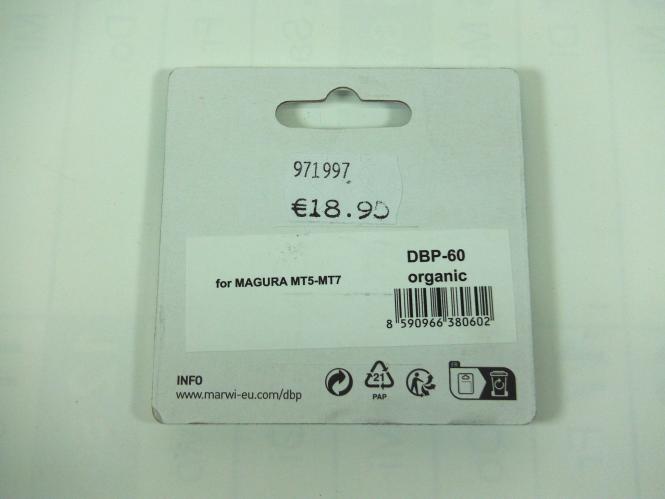 971997
€18.95
for MAGURA MT5-MT7
DBP-60
organic
8 590966 380602
INFO
www.marwi-eu.com/dbp
21
PAP
FR